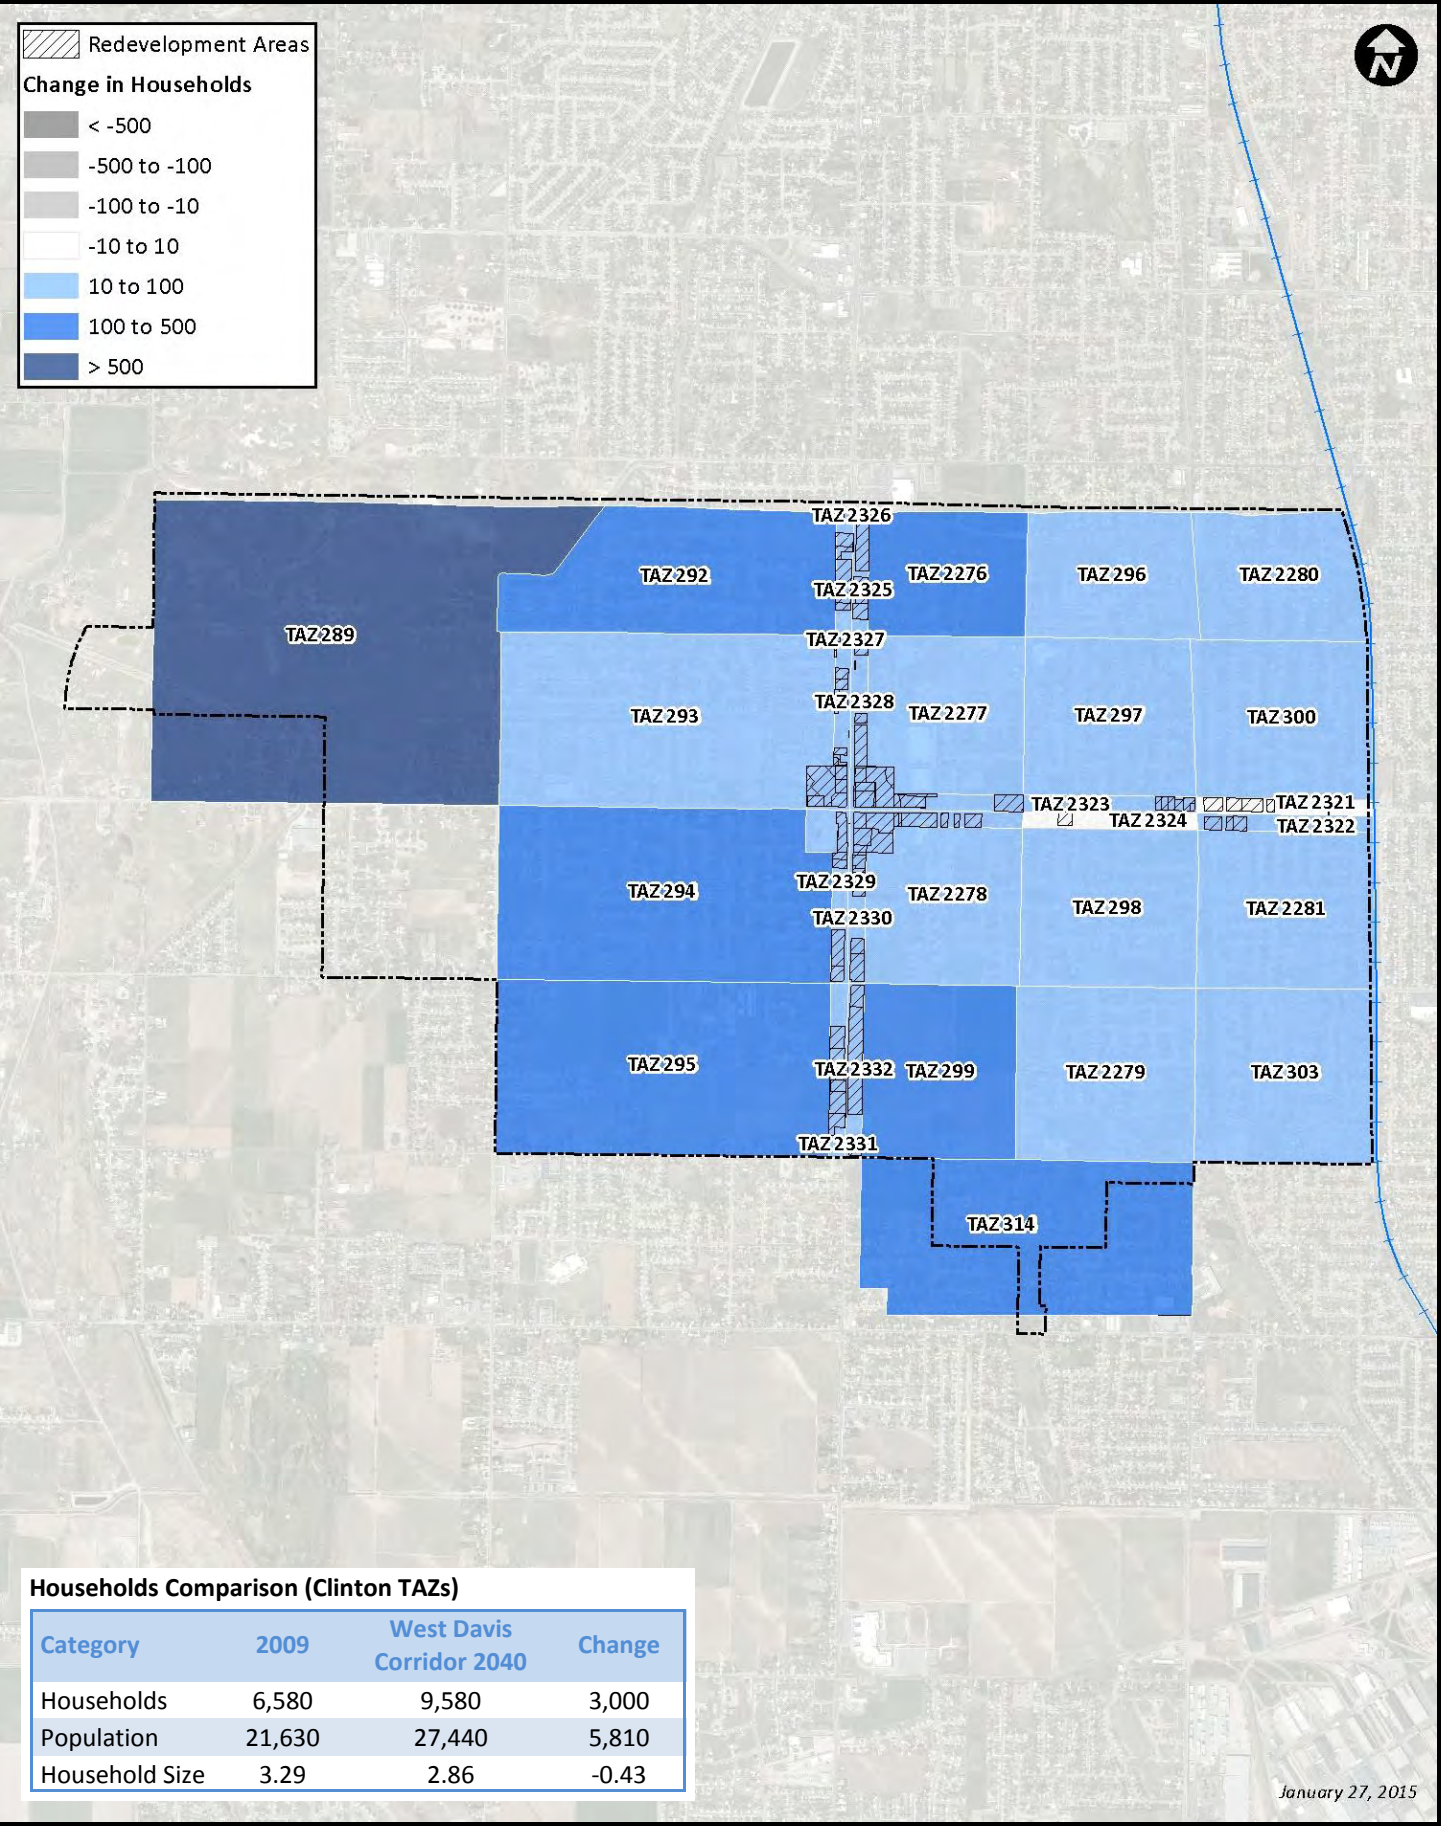 Redevelopment Areas
Change in Households
< -500
-500 to -100
-100 to -10
-10 to 10
10 to 100
100 to 500
> 500
N
TAZ 2326
TAZ 292
TAZ 2276
TAZ 296
TAZ 2280
TAZ 2325
TAZ 289
TAZ 2327
TAZ 293
TAZ 2328
TAZ 2277
TAZ 297
TAZ 300
TAZ 2323
TAZ 2321
TAZ 2324
TAZ 2322
TAZ 294
TAZ 2329
TAZ 2278
TAZ 298
TAZ 2281
TAZ 2330
TAZ 295
TAZ 2332
TAZ 299
TAZ 2279
TAZ 303
TAZ 2331
TAZ 314
Households Comparison (Clinton TAZs)
Category 2009 West Davis Corridor 2040 Change
Households 6,580 9,580 3,000
Population 21,630 27,440 5,810
Household Size 3.29 2.86 -0.43
January 27, 2015